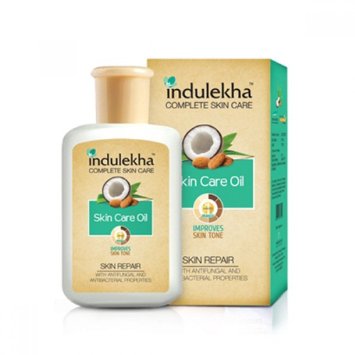 indulekha™
COMPLETE SKIN CARE
Skin Care Oil
IMPROVES
SKIN TONE
SKIN REPAIR
WITH ANTIFUNGAL AND
ANTIBACTERIAL PROPERTIES
indulekha
COMPLETE SKIN CARE
Skin Care Oil
IMPROVES
SKIN TONE
SKIN REPAIR
WITH ANTIFUNGAL AND
ANTIBACTERIAL PROPERTIES